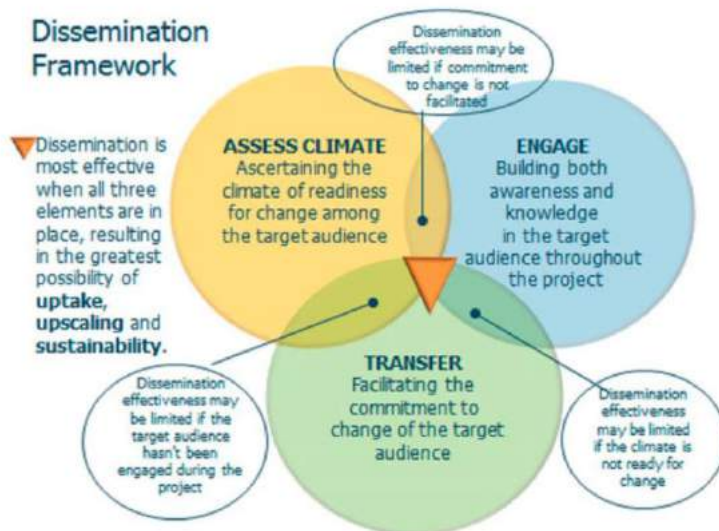 Dissemination
Framework
Dissemination
effectiveness may be
limited if commitment
to change is not
facilitated
Dissemination is
most effective
when all three
elements are in
place, resulting
in the greatest
possibility of
uptake,
upscaling and
sustainability.
ASSESS CLIMATE
Ascertaining the
climate of readiness
for change among
the target audience
ENGAGE
Building both
awareness and
knowledge
in the target
audience throughout
the project
TRANSFER
Facilitating the
commitment to
change of the target
audience
Dissemination
effectiveness may
be limited if the
target audience
hasn't been
engaged during the
project
Dissemination
effectiveness
may be limited
if the climate is
not ready for
change